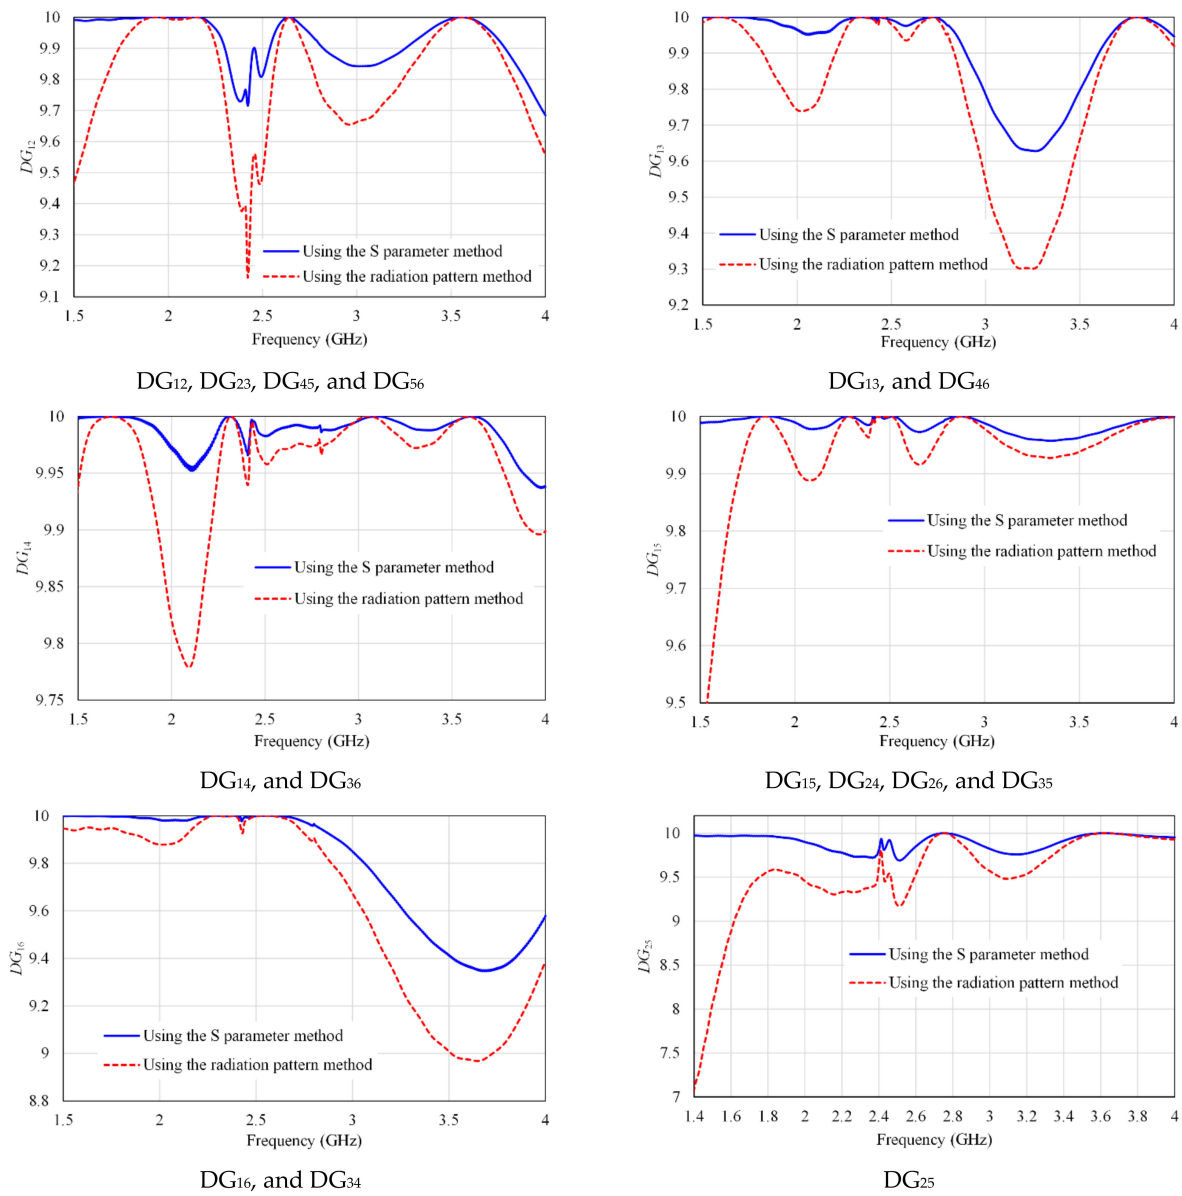 10
9.9
9.8
9.7
9.6
9.5
9.4
9.3
9.2
9.1
DG12
Using the S parameter method
Using the radiation pattern method
1.5 2 2.5 3 3.5 4
Frequency (GHz)
DG12, DG23, DG45, and DG56
10
9.9
9.8
9.7
9.6
9.5
9.4
9.3
9.2
DG13
Using the S parameter method
Using the radiation pattern method
1.5 2 2.5 3 3.5 4
Frequency (GHz)
DG13, and DG46
10
9.95
9.9
9.85
9.8
9.75
DG14
Using the S parameter method
Using the radiation pattern method
1.5 2 2.5 3 3.5 4
Frequency (GHz)
DG14, and DG36
10
9.9
9.8
9.7
9.6
9.5
DG15
Using the S parameter method
Using the radiation pattern method
1.5 2 2.5 3 3.5 4
Frequency (GHz)
DG15, DG24, DG26, and DG35
10
9.8
9.6
9.4
9.2
9
8.8
DG16
Using the S parameter method
Using the radiation pattern method
1.5 2 2.5 3 3.5 4
Frequency (GHz)
DG16, and DG34
10
9.5
9
8.5
8
7.5
7
DG25
Using the S parameter method
Using the radiation pattern method
1.4 1.6 1.8 2 2.2 2.4 2.6 2.8 3 3.2 3.4 3.6 3.8 4
Frequency (GHz)
DG25